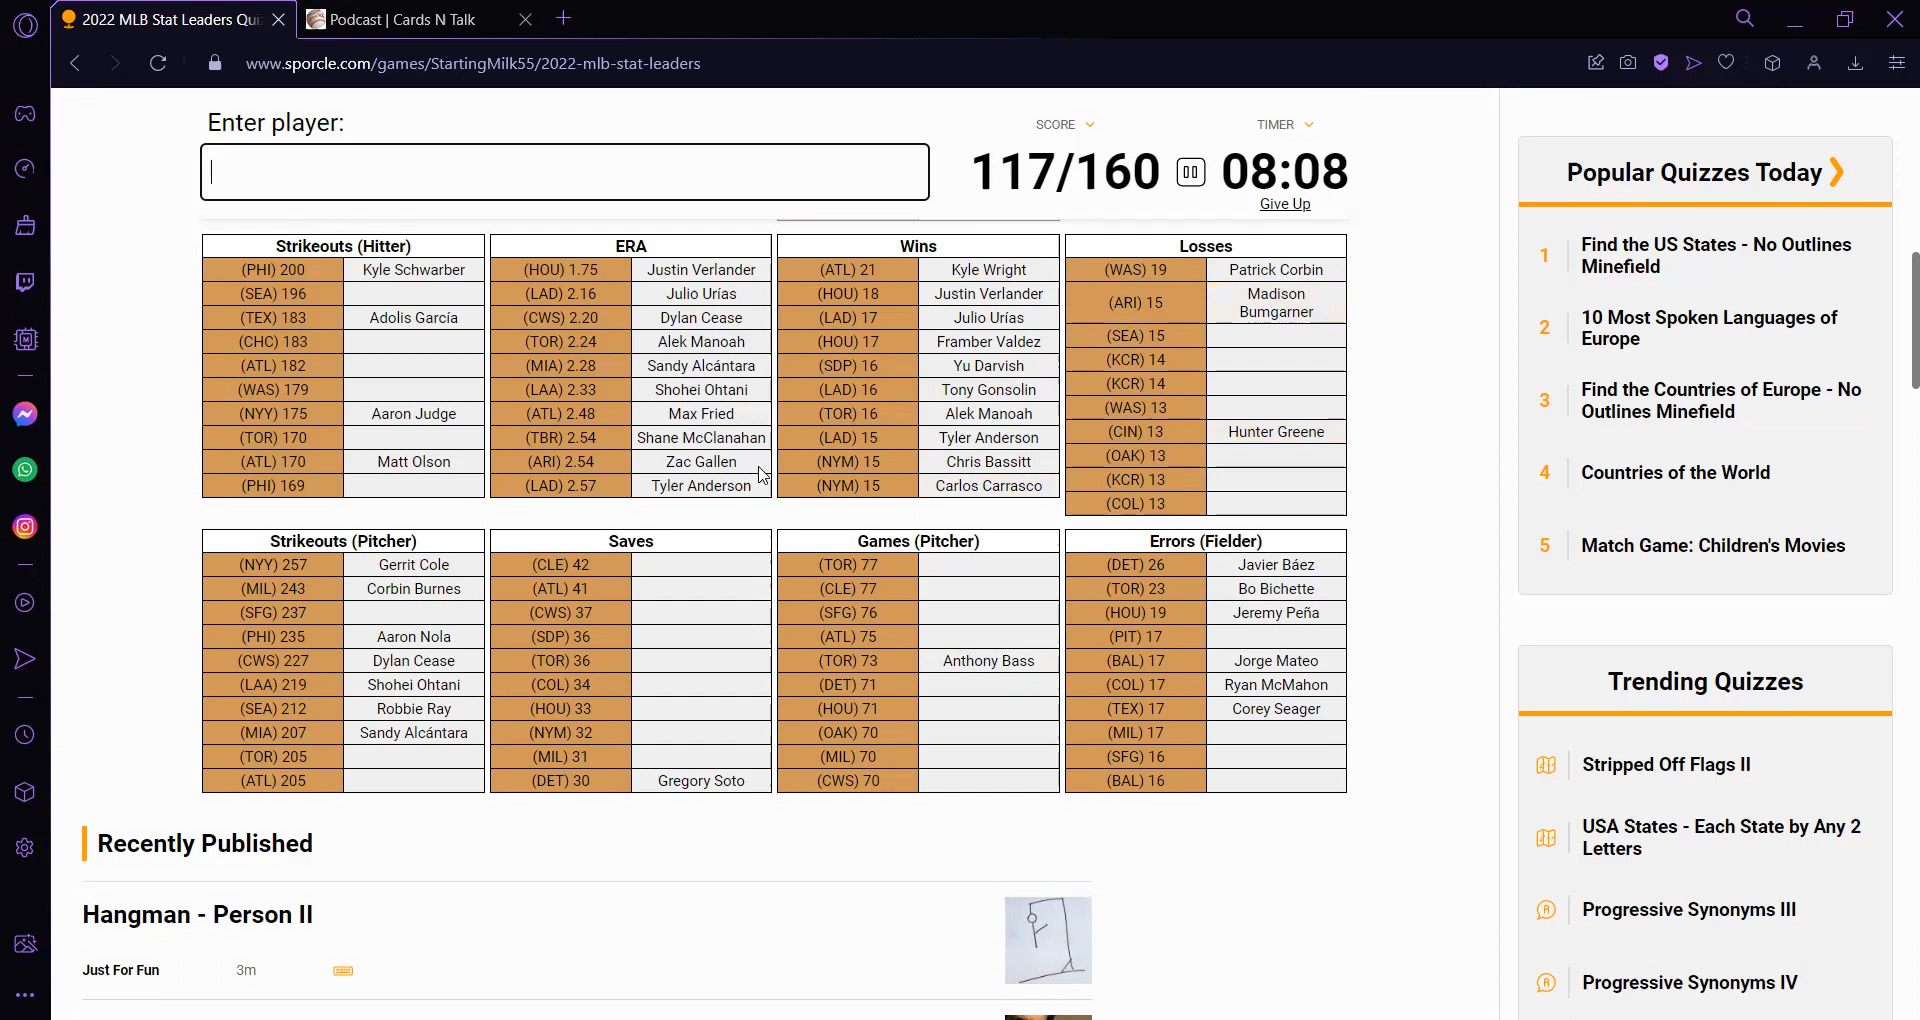 2022 MLB Stat Leaders Qui
Podcast | Cards N Talk
www.sporcle.com/games/StartingMilk55/2022-mlb-stat-leaders
Enter player:
SCORE
TIMER
117/160
08:08
Give Up
Strikeouts (Hitter)
(PHI) 200 Kyle Schwarber
(SEA) 196
(TEX) 183 Adolis García
(CHC) 183
(ATL) 182
(WAS) 179
(NYY) 175 Aaron Judge
(TOR) 170
(ATL) 170 Matt Olson
(PHI) 169
ERA
(HOU) 1.75 Justin Verlander
(LAD) 2.16 Julio Urías
(CWS) 2.20 Dylan Cease
(TOR) 2.24 Alek Manoah
(MIA) 2.28 Sandy Alcántara
(LAA) 2.33 Shohei Ohtani
(ATL) 2.48 Max Fried
(TBR) 2.54 Shane McClanahan
(ARI) 2.54 Zac Gallen
(LAD) 2.57 Tyler Anderson
Wins
(ATL) 21 Kyle Wright
(HOU) 18 Justin Verlander
(LAD) 17 Julio Urías
(HOU) 17 Framber Valdez
(SDP) 16 Yu Darvish
(LAD) 16 Tony Gonsolin
(TOR) 16 Alek Manoah
(LAD) 15 Tyler Anderson
(NYM) 15 Chris Bassitt
(NYM) 15 Carlos Carrasco
Losses
(WAS) 19 Patrick Corbin
(ARI) 15 Madison
Bumgarner
(SEA) 15
(KCR) 14
(KCR) 14
(WAS) 13
(CIN) 13 Hunter Greene
(OAK) 13
(KCR) 13
(COL) 13
Strikeouts (Pitcher)
(NYY) 257 Gerrit Cole
(MIL) 243 Corbin Burnes
(SFG) 237
(PHI) 235 Aaron Nola
(CWS) 227 Dylan Cease
(LAA) 219 Shohei Ohtani
(SEA) 212 Robbie Ray
(MIA) 207 Sandy Alcántara
(TOR) 205
(ATL) 205
Saves
(CLE) 42
(ATL) 41
(CWS) 37
(SDP) 36
(TOR) 36
(COL) 34
(HOU) 33
(NYM) 32
(MIL) 31
(DET) 30 Gregory Soto
Games (Pitcher)
(TOR) 77
(CLE) 77
(SFG) 76
(ATL) 75
(TOR) 73 Anthony Bass
(DET) 71
(HOU) 71
(OAK) 70
(MIL) 70
(CWS) 70
Errors (Fielder)
(DET) 26 Javier Báez
(TOR) 23 Bo Bichette
(HOU) 19 Jeremy Peña
(PIT) 17
(BAL) 17 Jorge Mateo
(COL) 17 Ryan McMahon
(TEX) 17 Corey Seager
(MIL) 17
(SFG) 16
(BAL) 16
Recently Published
Hangman - Person II
Just For Fun 3m
Popular Quizzes Today
1 Find the US States - No Outlines
Minefield
2 10 Most Spoken Languages of
Europe
3 Find the Countries of Europe - No
Outlines Minefield
4 Countries of the World
5 Match Game: Children's Movies
Trending Quizzes
Stripped Off Flags II
USA States - Each State by Any 2
Letters
Progressive Synonyms III
Progressive Synonyms IV